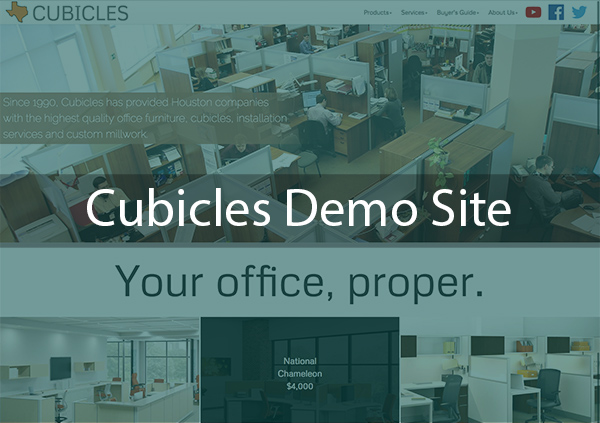 CUBICLES
Products Services Buyer's Guide About Us
Since 1990, Cubicles has provided Houston companies
with the highest quality office furniture, cubicles, installation
services and custom millwork.
Cubicles Demo Site
Your office, proper.
National
Chameleon
$4,000